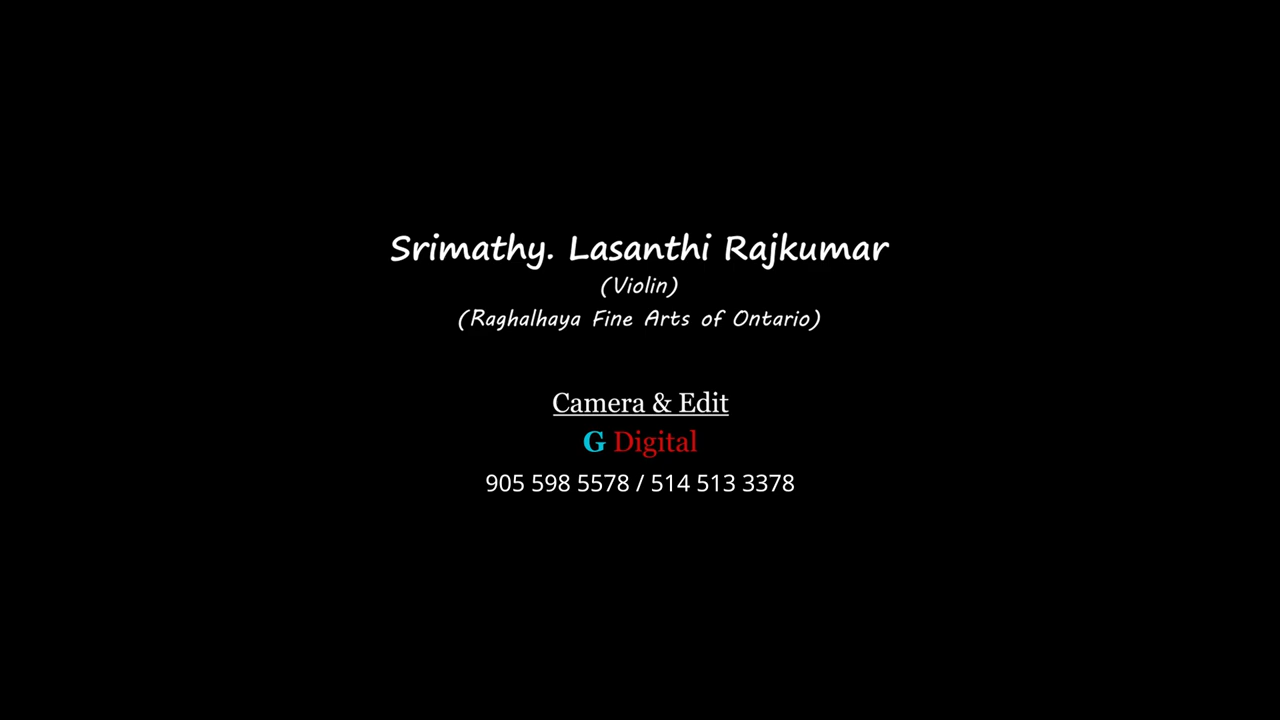 Srimathy. Lasanthi Rajkumar
(Violin)
(Raghalhaya Fine Arts of Ontario)
Camera & Edit
G Digital
905 598 5578 / 514 513 3378